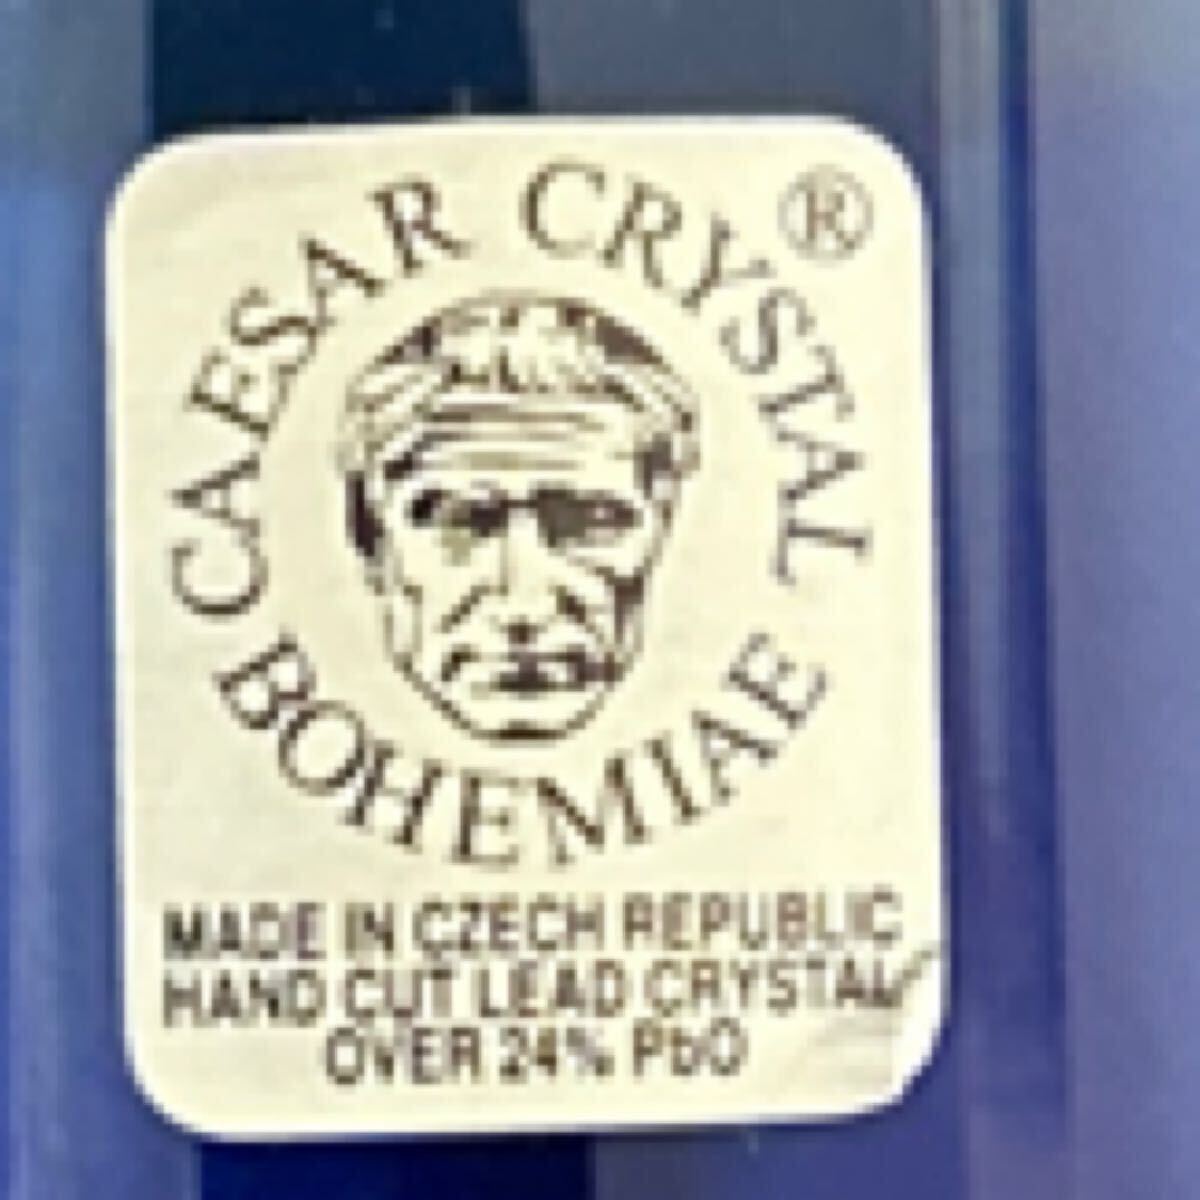 CAESAR CRYSTAL ®
BOHEMIAE
MADE IN CZECH REPUBLIC
HAND CUT LEAD CRYSTAL
OVER 24% PbO